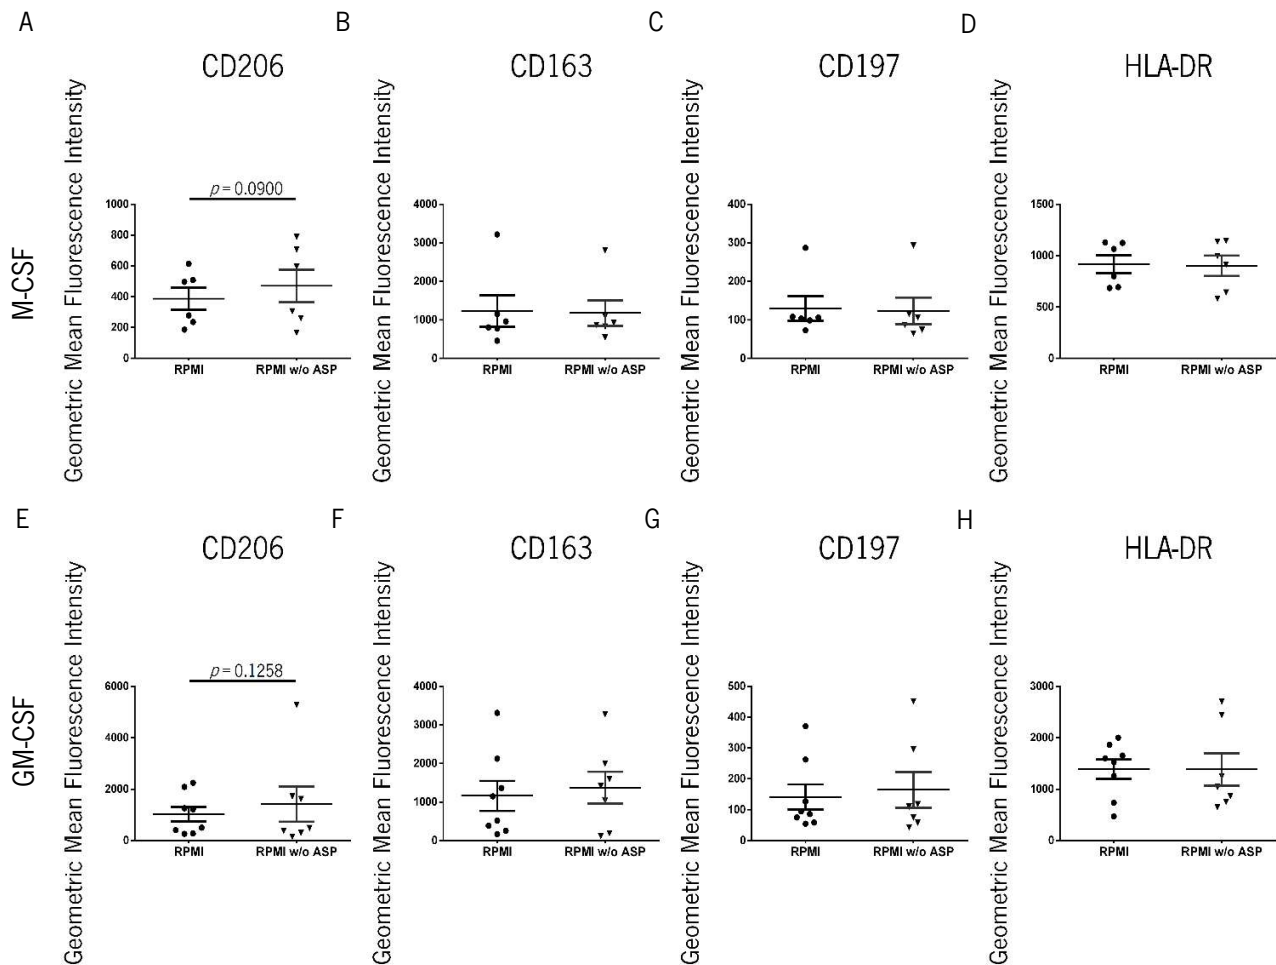 A
B
C
D
CD206
CD163
CD197
HLA-DR
M-CSF
Geometric Mean Fluorescence Intensity
p = 0.0900
1000
800
600
400
200
0
RPMI
RPMI w/o ASP
Geometric Mean Fluorescence Intensity
4000
3000
2000
1000
0
RPMI
RPMI w/o ASP
Geometric Mean Fluorescence Intensity
400
300
200
100
0
RPMI
RPMI w/o ASP
Geometric Mean Fluorescence Intensity
1500
1000
500
0
RPMI
RPMI w/o ASP
E
F
G
H
CD206
CD163
CD197
HLA-DR
GM-CSF
Geometric Mean Fluorescence Intensity
p = 0.1258
6000
4000
2000
0
RPMI
RPMI w/o ASP
Geometric Mean Fluorescence Intensity
4000
3000
2000
1000
0
RPMI
RPMI w/o ASP
Geometric Mean Fluorescence Intensity
500
400
300
200
100
0
RPMI
RPMI w/o ASP
Geometric Mean Fluorescence Intensity
3000
2000
1000
0
RPMI
RPMI w/o ASP